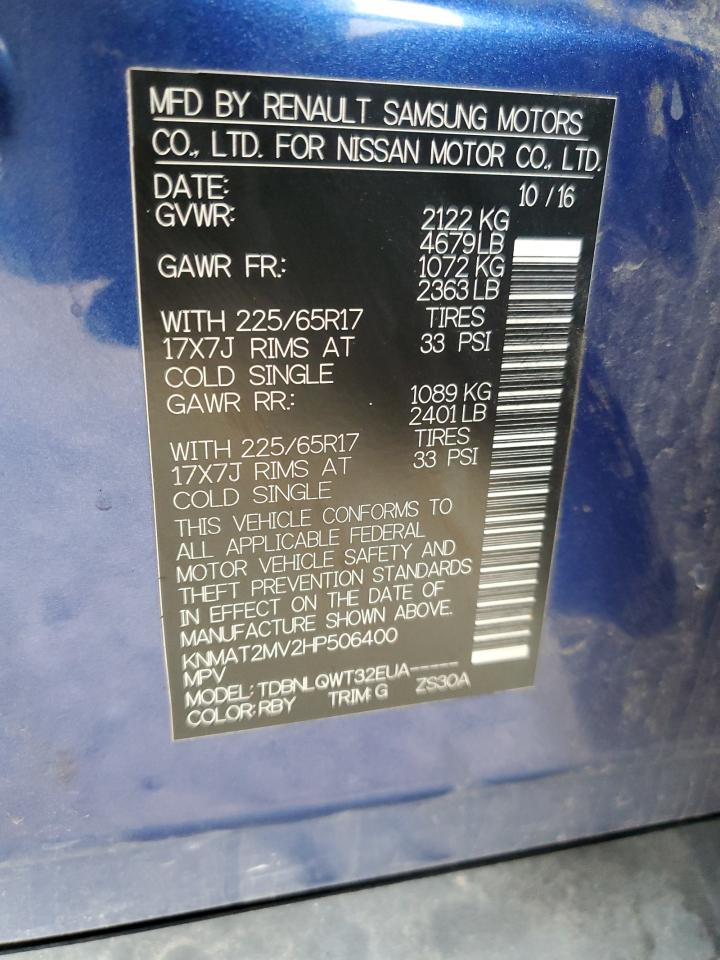 MFD BY RENAULT SAMSUNG MOTORS
CO., LTD. FOR NISSAN MOTOR CO., LTD.
DATE: 10 / 16
GVWR: 2122 KG
4679 LB
GAWR FR.: 1072 KG
2363 LB
WITH 225/65R17 TIRES
17X7J RIMS AT 33 PSI
COLD SINGLE
GAWR RR.: 1089 KG
2401 LB
WITH 225/65R17 TIRES
17X7J RIMS AT 33 PSI
COLD SINGLE
THIS VEHICLE CONFORMS TO
ALL APPLICABLE FEDERAL
MOTOR VEHICLE SAFETY AND
THEFT PREVENTION STANDARDS
IN EFFECT ON THE DATE OF
MANUFACTURE SHOWN ABOVE.
KNMAT2MV2HP506400
MPV
MODEL: TDBNLQWT32EUA-----
COLOR:RBY TRIM:G ZS30A